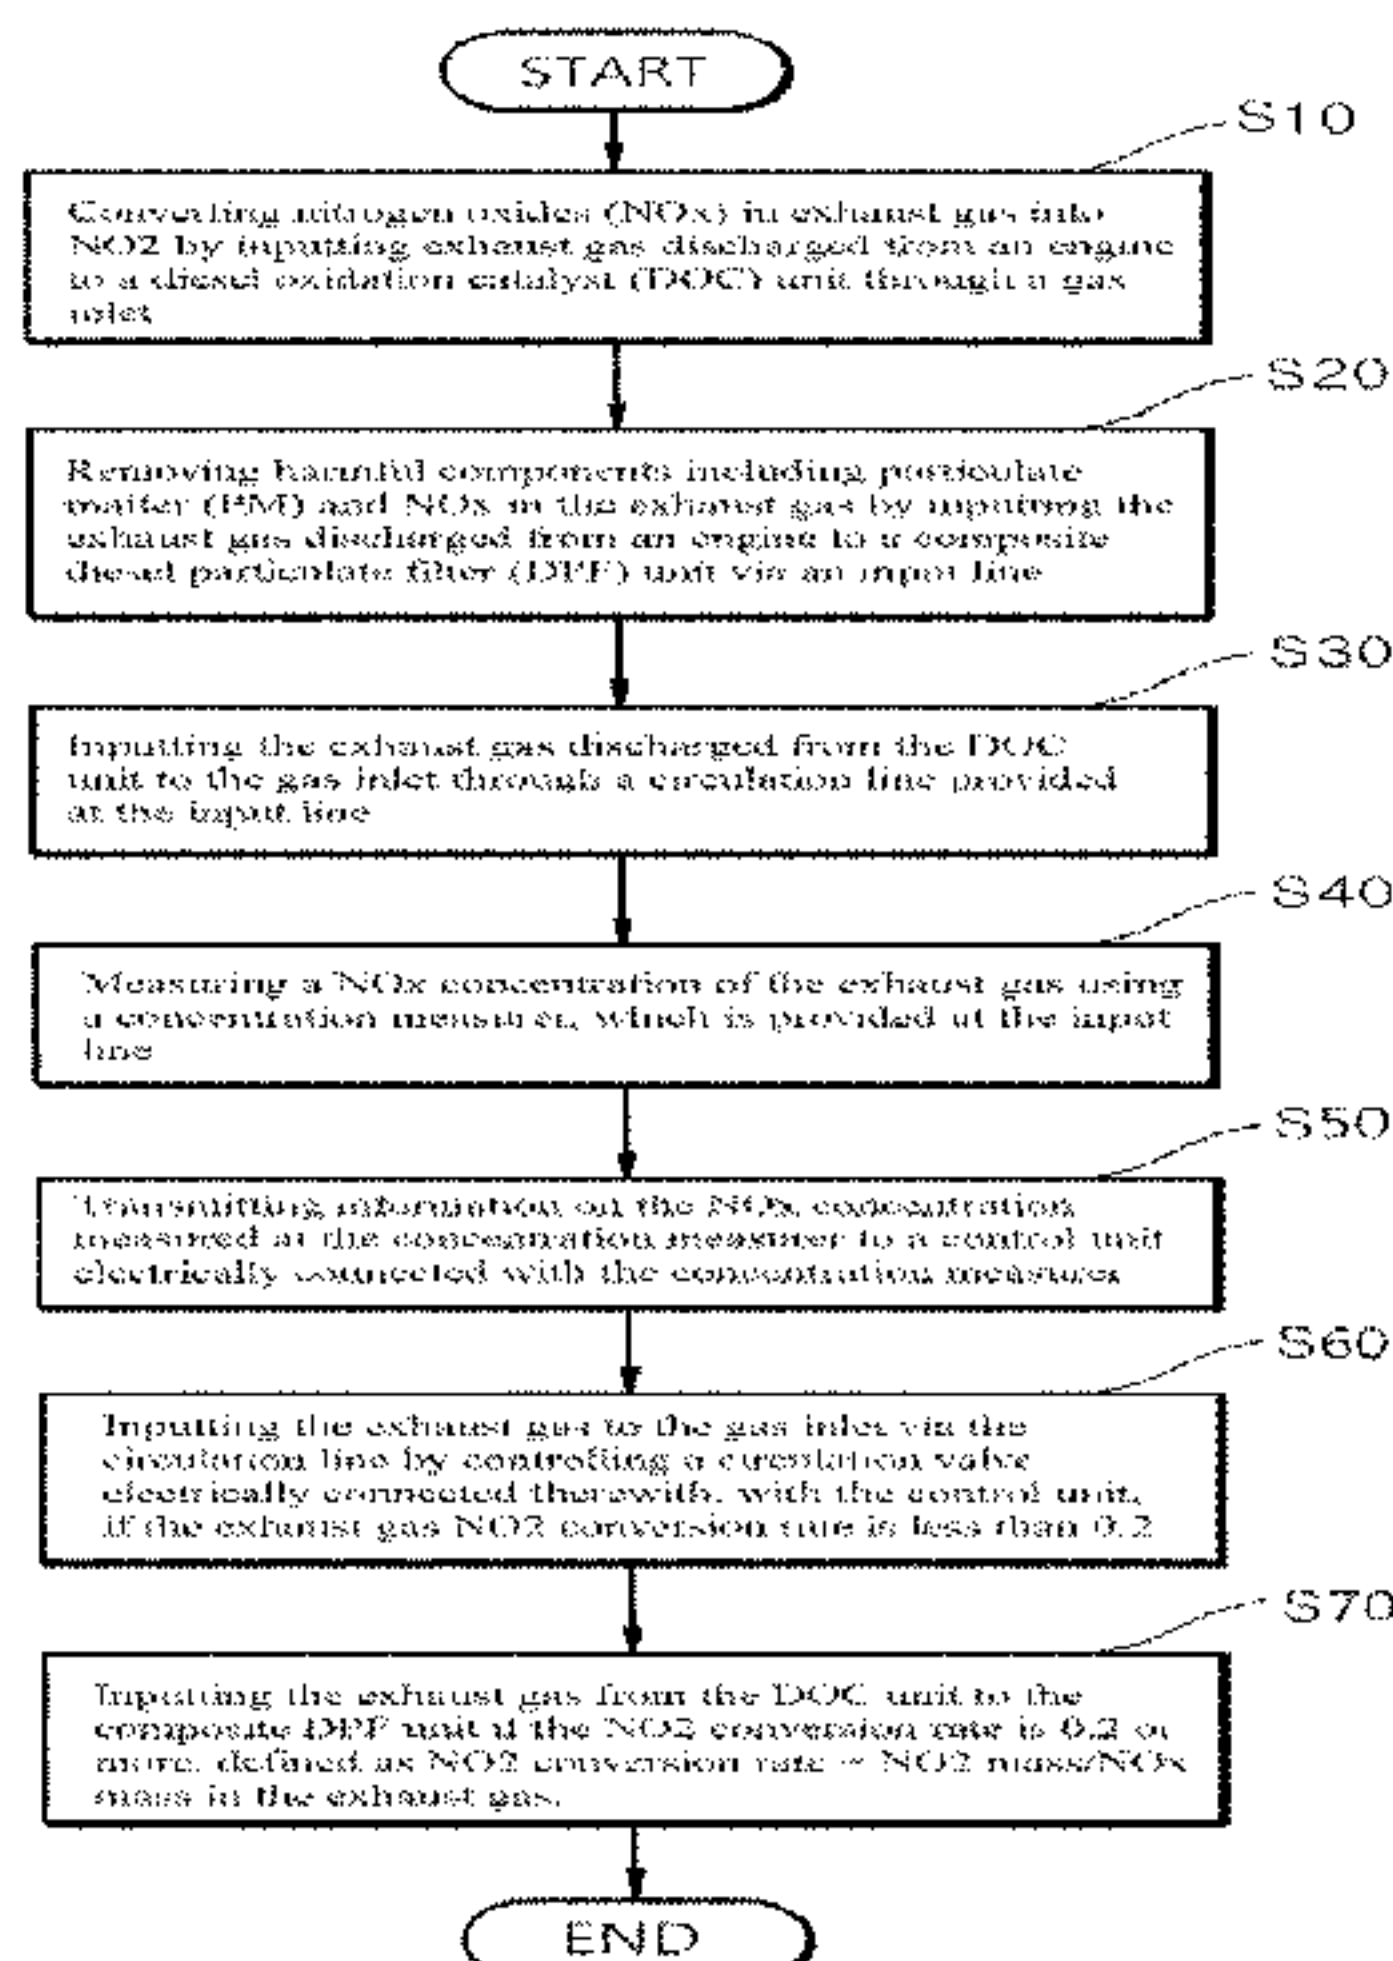 START
S10
Converting nitrogen oxides (NOx) in exhaust gas into
NO2 by inputting exhaust gas discharged from an engine
to a diesel oxidation catalyst (DOC) unit through a gas
inlet
S20
Removing harmful components including particulate
matter (PM) and NOx in the exhaust gas by inputting the
exhaust gas discharged from an engine to a composite
diesel particulate filter (DPF) unit via an input line
S30
Inputting the exhaust gas discharged from the DOC
unit to the gas inlet through a circulation line provided
at the input line
S40
Measuring a NOx concentration of the exhaust gas using
a concentration measurer, which is provided at the input
line
S50
Transmitting information on the NOx concentration
measured at the concentration measurer to a control unit
electrically connected with the concentration measurer
S60
Inputting the exhaust gas to the gas inlet via the
circulation line by controlling a circulation valve
electrically connected therewith, with the control unit,
if the exhaust gas NO2 conversion rate is less than 0.2
S70
Inputting the exhaust gas from the DOC unit to the
composite DPF unit if the NO2 conversion rate is 0.2 or
more, defined as NO2 conversion rate = NO2 mass/NOx
mass in the exhaust gas.
END